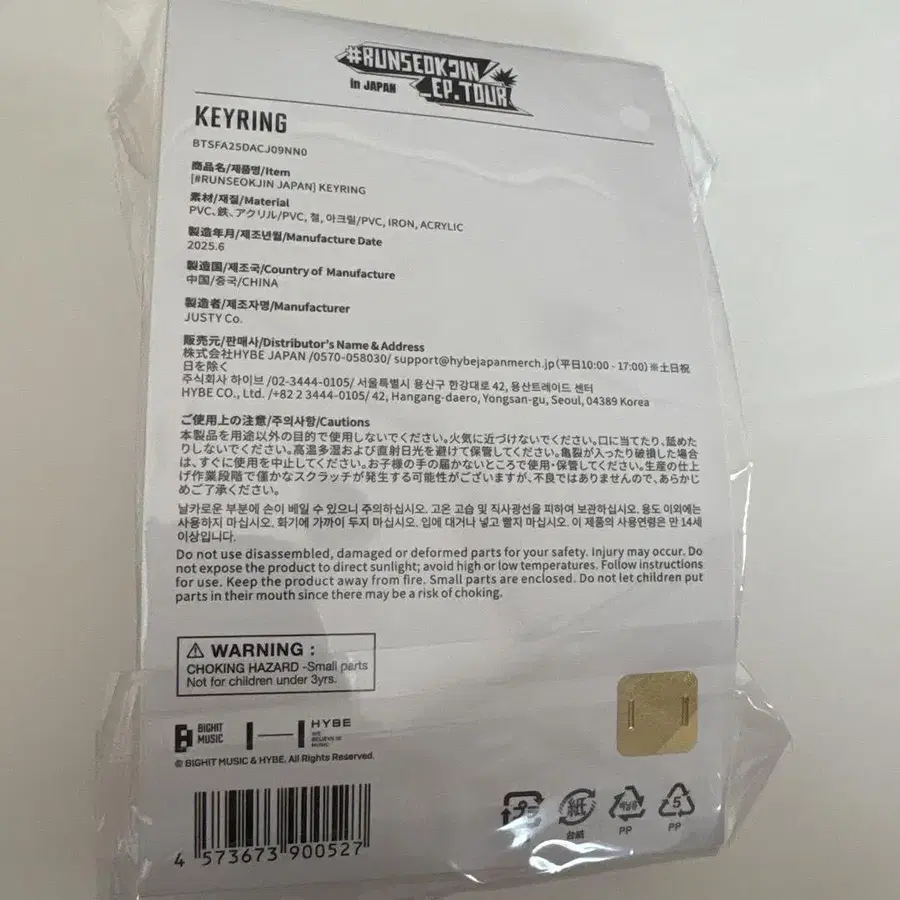 #RUNSEOKJIN
in JAPAN _EP.TOUR
KEYRING
BTSFA25DACJ09NN0
商品名/제품명/Item
[#RUNSEOKJIN JAPAN] KEYRING
素材/재질/Material
PVC、鉄、アクリル/PVC, 철, 아크릴/PVC, IRON, ACRYLIC
製造年月/제조년월/Manufacture Date
2025.6
製造国/제조국/Country of Manufacture
中国/중국/CHINA
製造者/제조자명/Manufacturer
JUSTY Co.
販売元/판매사/Distributor's Name & Address
株式会社HYBE JAPAN /0570-058030/ support@hybejapanmerch.jp (平日10:00 - 17:00) ※土日祝
日を除く
주식회사 하이브 /02-3444-0105/ 서울특별시 용산구 한강대로 42, 용산트레이드 센터
HYBE CO., Ltd. /+82 2 3444-0105/ 42, Hangang-daero, Yongsan-gu, Seoul, 04389 Korea
ご使用上の注意/주의사항/Cautions
本製品を用途以外の目的で使用しないでください。火気に近づけないでください。口に当てたり、舐めた
りしないでください。高温多湿および直射日光を避けて保管してください。亀裂が入ったり破損した場合
は、すぐに使用を中止してください。お子様の手の届かないところで使用・保管してください。生産の仕上
げ作業段階で僅かなスクラッチが発生する可能性がございますが、不良ではありませんので、あらかじ
めご了承ください。
날카로운 부분에 손이 베일 수 있으니 주의하십시오. 고온 고습 및 직사광선을 피하여 보관하십시오. 용도 이외에는
사용하지 마십시오. 화기에 가까이 두지 마십시오. 입에 대거나 넣고 빨지 마십시오. 이 제품의 사용연령은 만 14세
이상입니다.
Do not use disassembled, damaged or deformed parts for your safety. Injury may occur. Do
not expose the product to direct sunlight; avoid high or low temperatures. Follow instructions
for use. Keep the product away from fire. Small parts are enclosed. Do not let children put
parts in their mouth since there may be a risk of choking.
WARNING :
CHOKING HAZARD -Small parts
Not for children under 3yrs.
BIGHIT
MUSIC
HYBE
WE
BELIEVE IN
MUSIC
© BIGHIT MUSIC & HYBE. All Rights Reserved.
4 573673 900527
プラ
紙
台紙
PP
5
PP